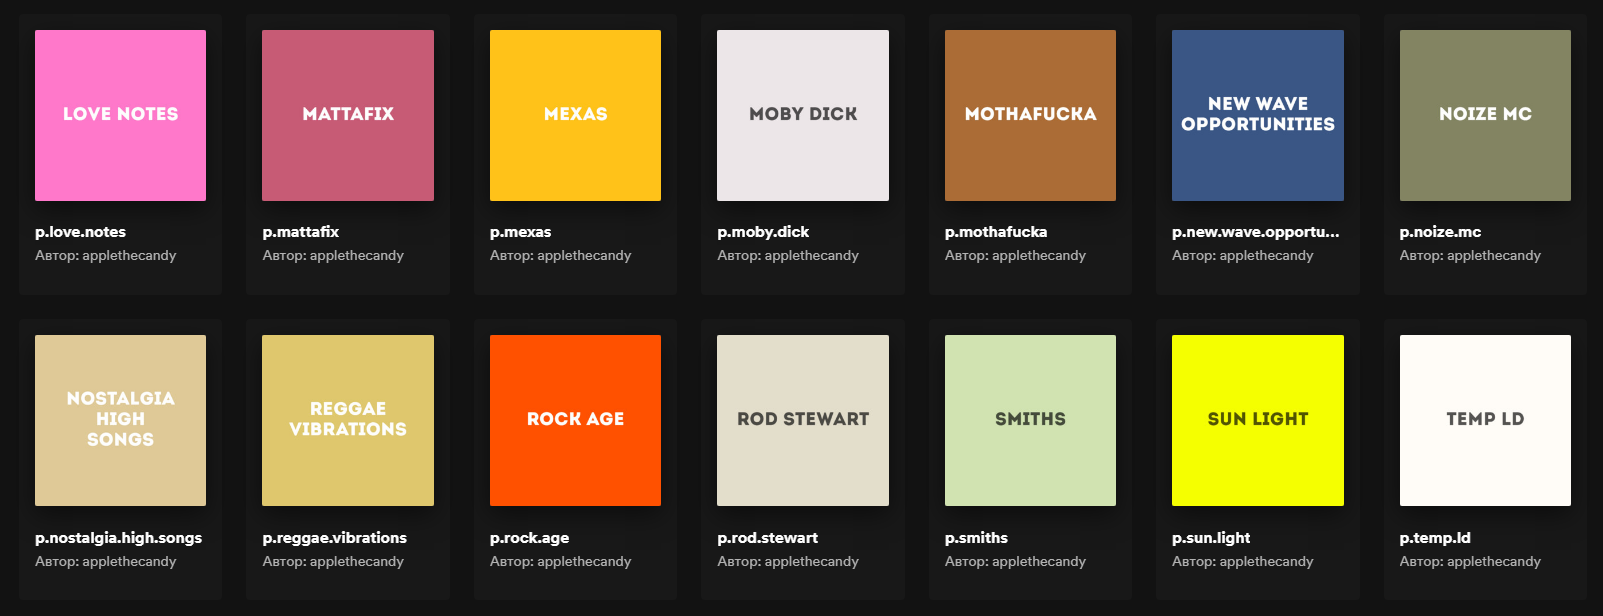 LOVE NOTES
MATTAFIX
MEXAS
MOBY DICK
MOTHAFUCKA
NEW WAVE
OPPORTUNITIES
NOIZE MC
p.love.notes
p.mattafix
p.mexas
p.moby.dick
p.mothafucka
p.new.wave.opportu...
p.noize.mc
Автор: applethecandy
Автор: applethecandy
Автор: applethecandy
Автор: applethecandy
Автор: applethecandy
Автор: applethecandy
Автор: applethecandy
NOSTALGIA
HIGH
SONGS
REGGAE
VIBRATIONS
ROCK AGE
ROD STEWART
SMITHS
SUN LIGHT
TEMP LD
p.nostalgia.high.songs
p.reggae.vibrations
p.rock.age
p.rod.stewart
p.smiths
p.sun.light
p.temp.ld
Автор: applethecandy
Автор: applethecandy
Автор: applethecandy
Автор: applethecandy
Автор: applethecandy
Автор: applethecandy
Автор: applethecandy